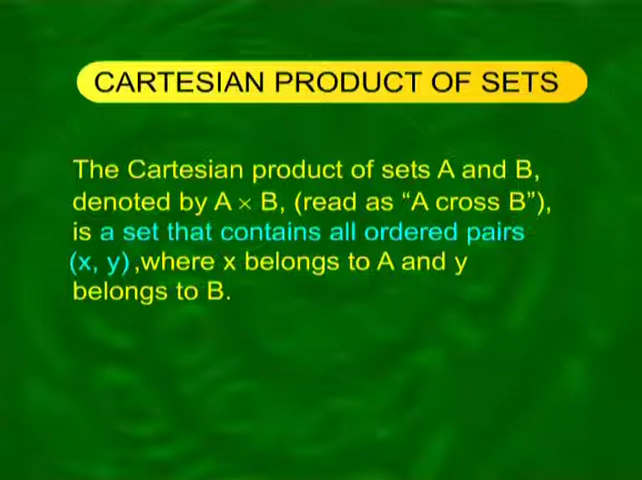 CARTESIAN PRODUCT OF SETS
The Cartesian product of sets A and B,
denoted by A × B, (read as “A cross B”),
is a set that contains all ordered pairs
(x, y) ,where x belongs to A and y
belongs to B.